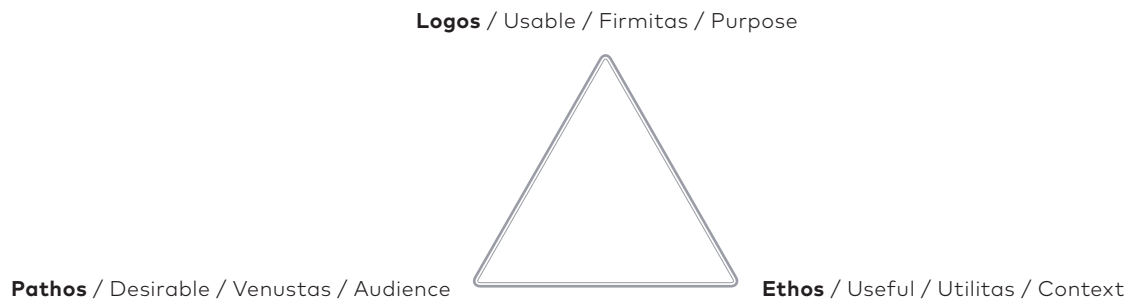 Logos / Usable / Firmitas / Purpose
Pathos / Desirable / Venustas / Audience
Ethos / Useful / Utilitas / Context